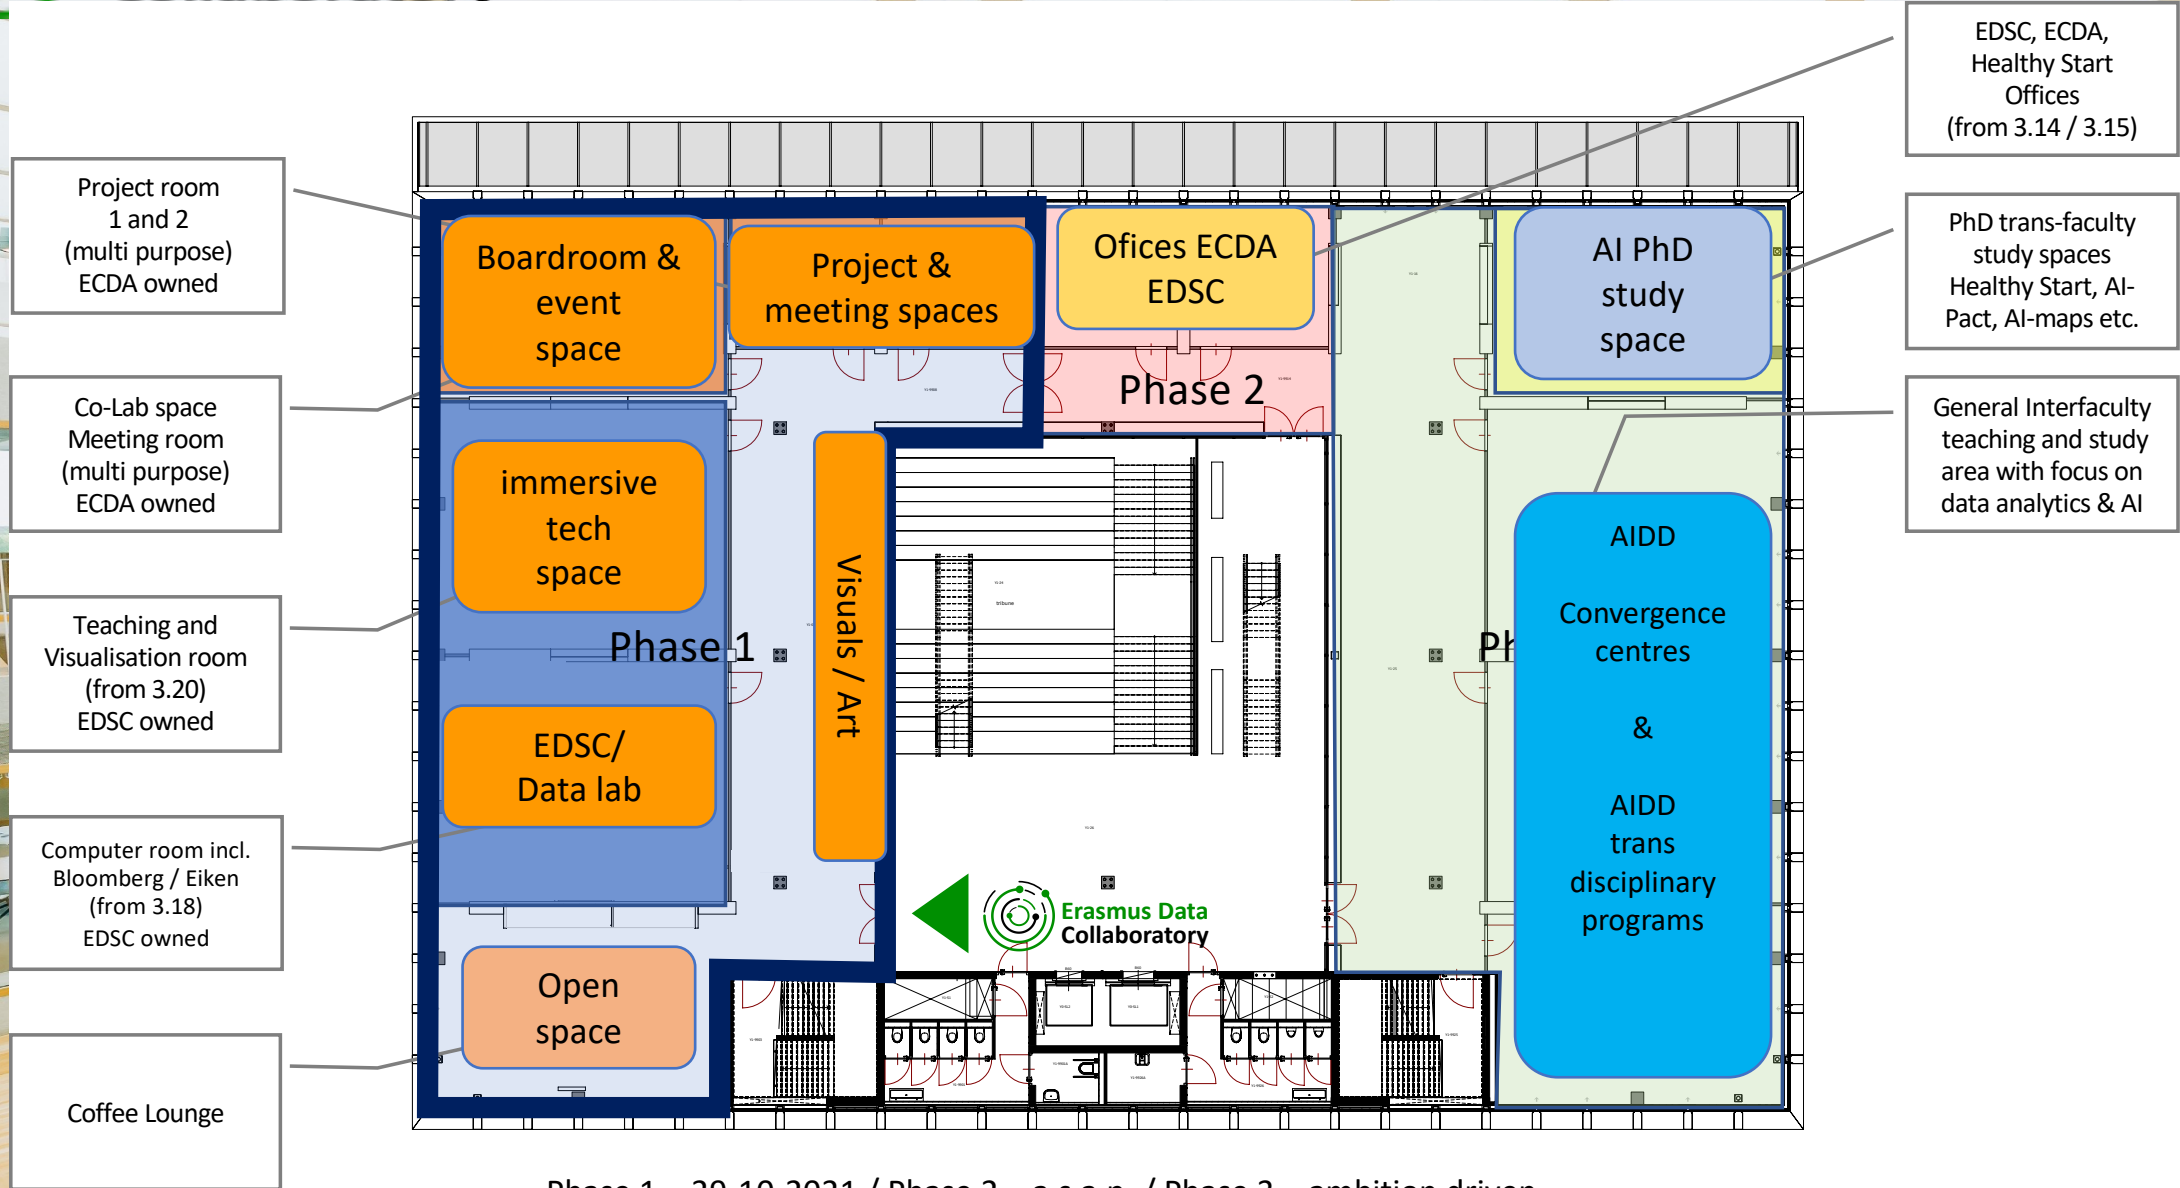 EDSC, ECDA,
Healthy Start
Offices
(from 3.14 / 3.15)
Project room
1 and 2
(multi purpose)
ECDA owned
PhD trans-faculty
study spaces
Healthy Start, AI-
Pact, AI-maps etc.
Boardroom &
event
space
Project &
meeting spaces
Ofices ECDA
EDSC
AI PhD
study
space
Phase 2
Co-Lab space
Meeting room
(multi purpose)
ECDA owned
General Interfaculty
teaching and study
area with focus on
data analytics & AI
immersive
tech
space
Visuals / Art
tribune
AIDD
Convergence
centres
&
AIDD
trans
disciplinary
programs
Phase 1
Ph
Teaching and
Visualisation room
(from 3.20)
EDSC owned
EDSC/
Data lab
Computer room incl.
Bloomberg / Eiken
(from 3.18)
EDSC owned
Erasmus Data
Collaboratory
Open
space
Coffee Lounge